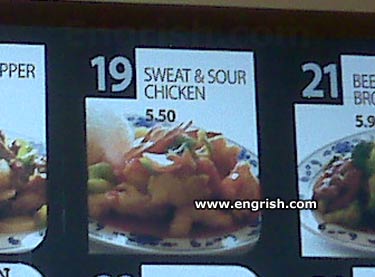 PPER
19 SWEAT & SOUR
CHICKEN
5.50
21 BEE
BRO
5.9
www.engrish.com